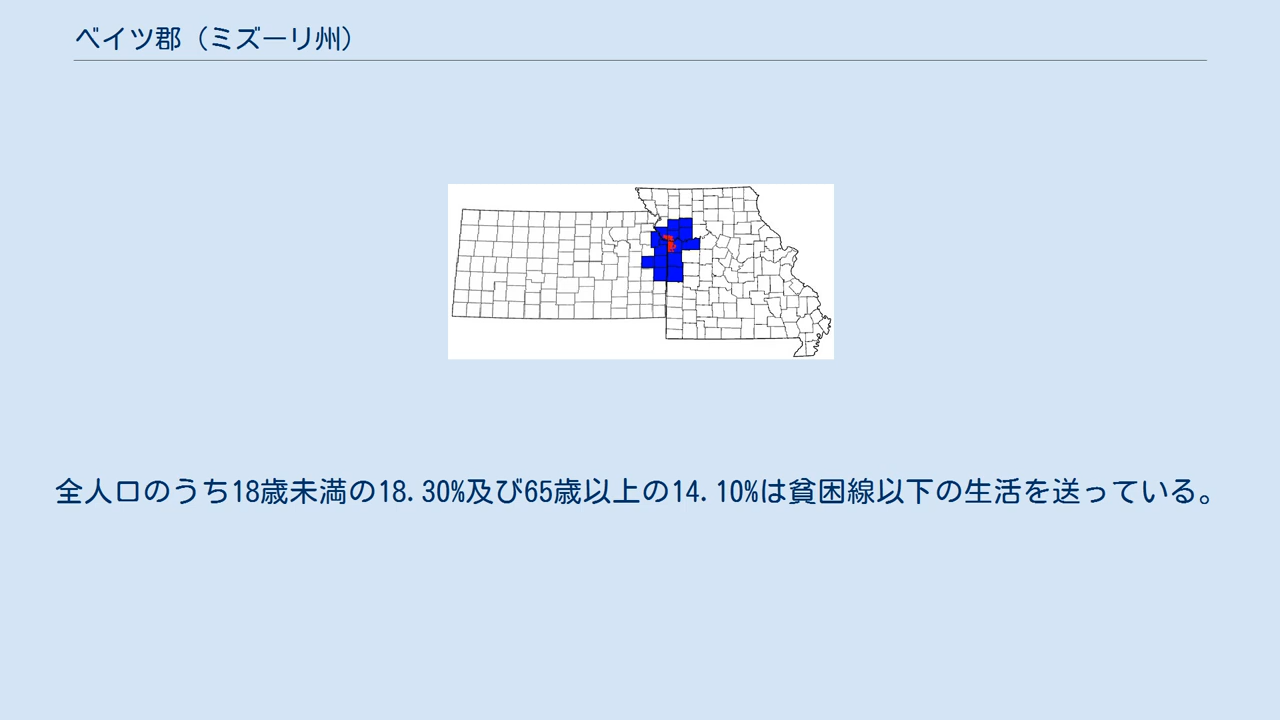 ベイツ郡（ミズーリ州）
全人口のうち18歳未満の18.30%及び65歳以上の14.10%は貧困線以下の生活を送っている。